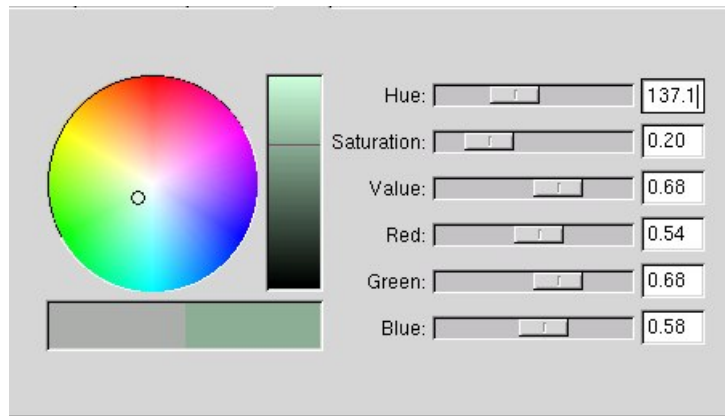 Hue: 137.1
Saturation: 0.20
Value: 0.68
Red: 0.54
Green: 0.68
Blue: 0.58